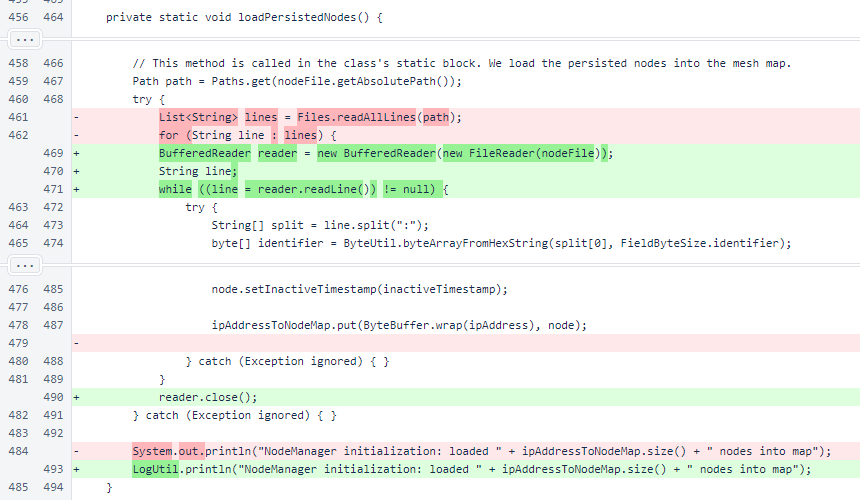 456 464 private static void loadPersistedNodes() {
...
458 466 // This method is called in the class's static block. We load the persisted nodes into the mesh map.
459 467 Path path = Paths.get(nodeFile.getAbsolutePath());
460 468 try {
461 - List<String> lines = Files.readAllLines(path);
462 - for (String line : lines) {
469 + BufferedReader reader = new BufferedReader(new FileReader(nodeFile));
470 + String line;
471 + while ((line = reader.readLine()) != null) {
463 472 try {
464 473 String[] split = line.split(":");
465 474 byte[] identifier = ByteUtil.byteArrayFromHexString(split[0], FieldByteSize.identifier);
...
476 485 node.setInactiveTimestamp(inactiveTimestamp);
477 486
478 487 ipAddressToNodeMap.put(ByteBuffer.wrap(ipAddress), node);
479 -
480 488 } catch (Exception ignored) { }
481 489 }
490 + reader.close();
482 491 } catch (Exception ignored) { }
483 492
484 - System.out.println("NodeManager initialization: loaded " + ipAddressToNodeMap.size() + " nodes into map");
493 + LogUtil.println("NodeManager initialization: loaded " + ipAddressToNodeMap.size() + " nodes into map");
485 494 }